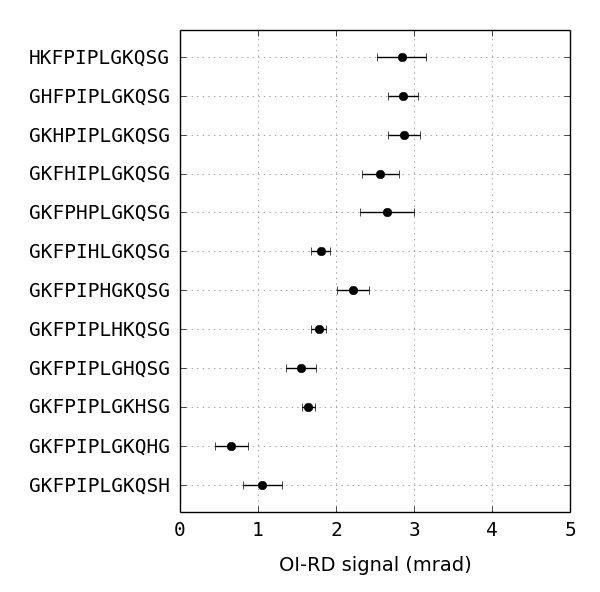 HKFPIPLGKQSG
GHFPIPLGKQSG
GKHPIPLGKQSG
GKFHIPLGKQSG
GKFPHPLGKQSG
GKFPIHLGKQSG
GKFPIPHGKQSG
GKFPIPLHKQSG
GKFPIPLGHQSG
GKFPIPLGKHSG
GKFPIPLGKQHG
GKFPIPLGKQSH
0 1 2 3 4 5
OI-RD signal (mrad)